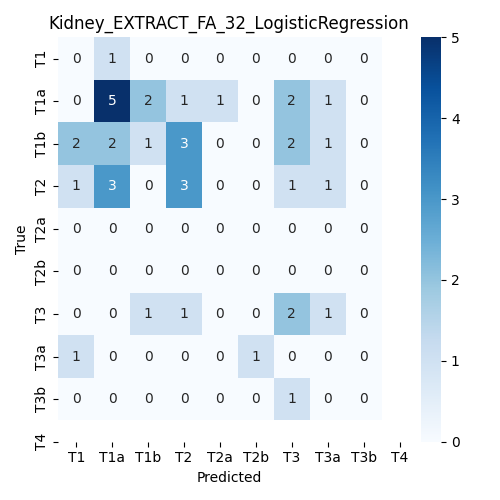 Kidney_EXTRACT_FA_32_LogisticRegression
T1 0 1 0 0 0 0 0 0 0
T1a 0 5 2 1 1 0 2 1 0
T1b 2 2 1 3 0 0 2 1 0
T2 1 3 0 3 0 0 1 1 0
T2a 0 0 0 0 0 0 0 0 0
T2b 0 0 0 0 0 0 0 0 0
T3 0 0 1 1 0 0 2 1 0
T3a 1 0 0 0 0 1 0 0 0
T3b 0 0 0 0 0 0 1 0 0
T4
T1 T1a T1b T2 T2a T2b T3 T3a T3b T4
Predicted
True
5
4
3
2
1
0